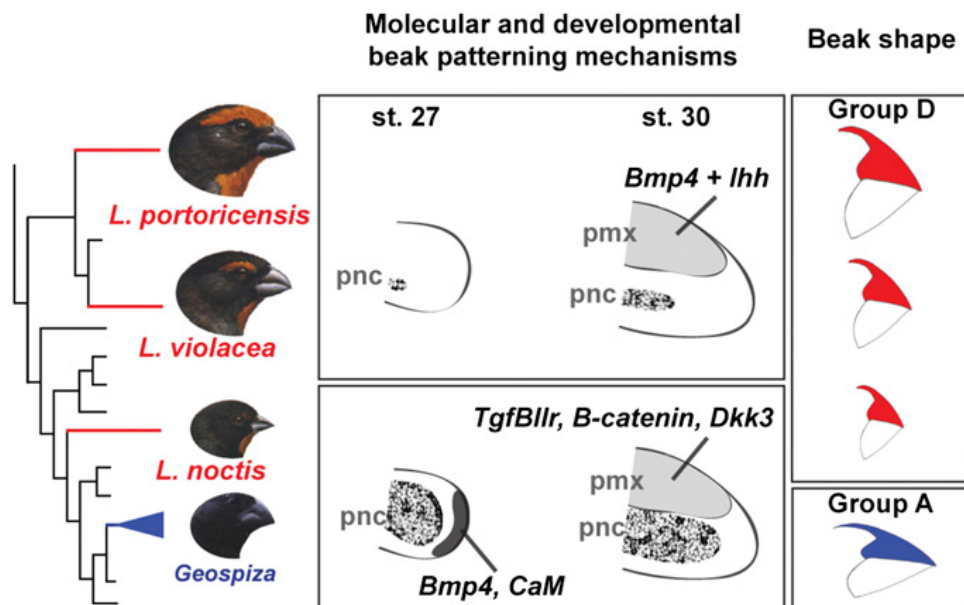 Molecular and developmental
beak patterning mechanisms
Beak shape
st. 27
st. 30
Group D
Bmp4 + Ihh
L. portoricensis
pmx
pnc
pnc
L. violacea
TgfBIIr, B-catenin, Dkk3
L. noctis
pmx
Group A
pnc
pnc
Geospiza
Bmp4, CaM